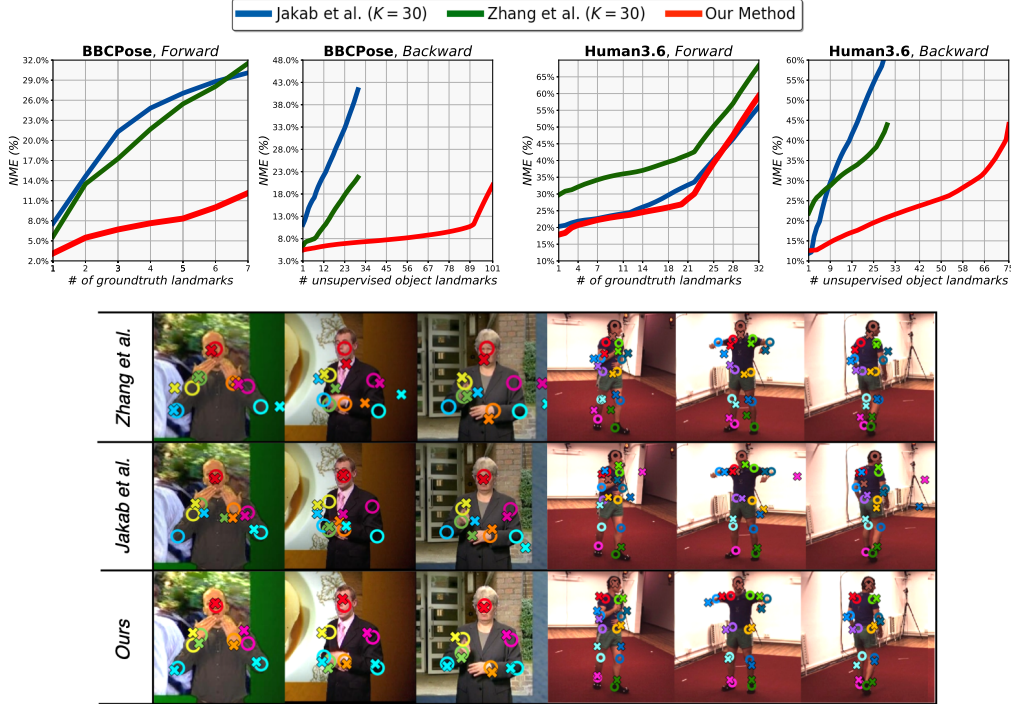 Jakab et al. (K = 30) Zhang et al. (K = 30) Our Method
BBCPose, Forward
NME (%)
32.0%
29.0%
26.0%
23.0%
20.0%
17.0%
14.0%
11.0%
8.0%
5.0%
2.0%
1 2 3 4 5 6 7
# of groundtruth landmarks
BBCPose, Backward
NME (%)
48.0%
43.0%
38.0%
33.0%
28.0%
23.0%
18.0%
13.0%
8.0%
3.0%
1 12 23 34 45 56 67 78 89 101
# unsupervised object landmarks
Human3.6, Forward
NME (%)
65%
60%
55%
50%
45%
40%
35%
30%
25%
20%
15%
10%
1 4 7 11 14 17 21 25 28 32
# of groundtruth landmarks
Human3.6, Backward
NME (%)
60%
55%
50%
45%
40%
35%
30%
25%
20%
15%
10%
1 9 17 25 33 41 50 58 66 75
# unsupervised object landmarks
Zhang et al.
Jakab et al.
Ours